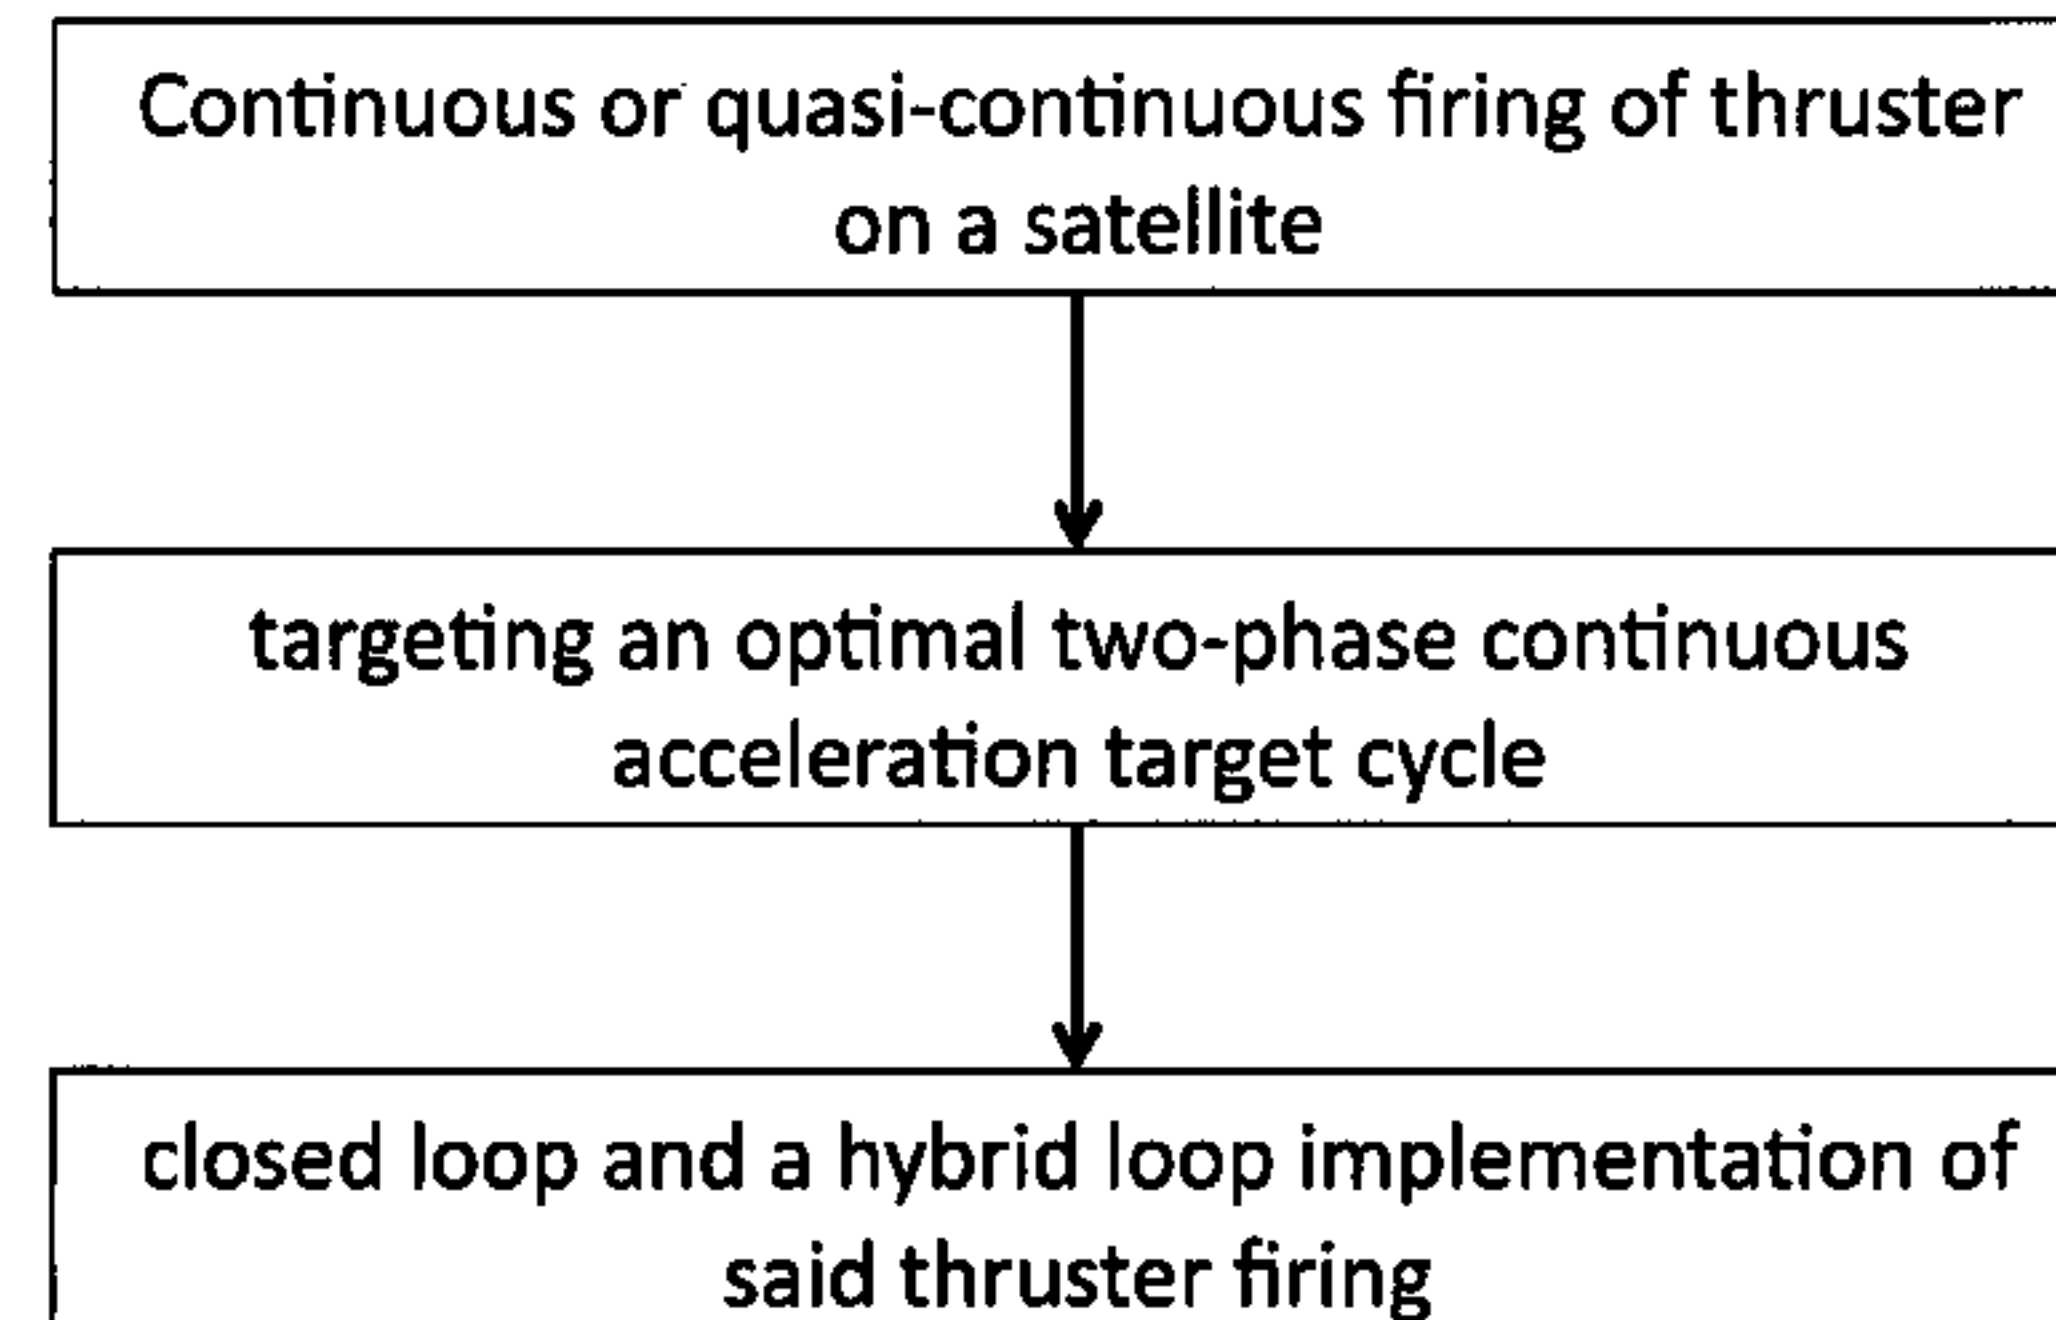 Continuous or quasi-continuous firing of thruster
on a satellite
targeting an optimal two-phase continuous
acceleration target cycle
closed loop and a hybrid loop implementation of
said thruster firing